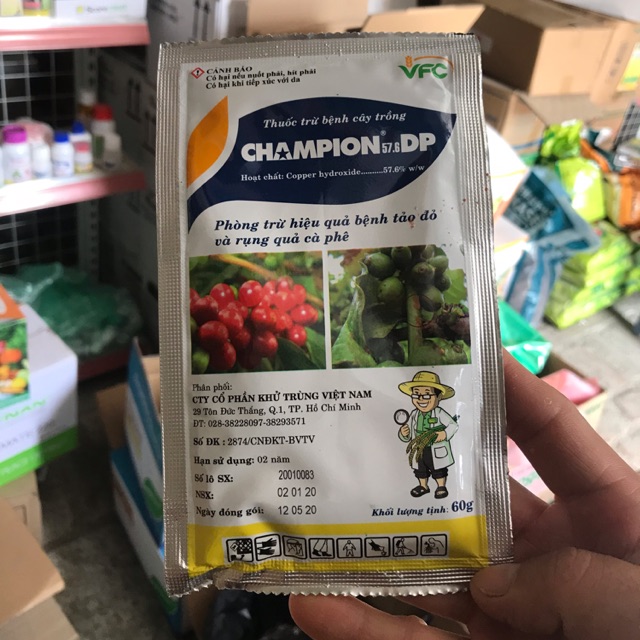 CẢNH BÁO
Có hại nếu nuốt phải, hít phải
Có hại khi tiếp xúc với da
VFC
Thuốc trừ bệnh cây trồng
CHAMPION® 57.6 DP
Hoạt chất: Copper hydroxide..........57.6% w/w
Phòng trừ hiệu quả bệnh tảo đỏ
và rụng quả cà phê
Phân phối:
CTY CỔ PHẦN KHỬ TRÙNG VIỆT NAM
29 Tôn Đức Thắng, Q.1, TP. Hồ Chí Minh
ĐT: 028-38228097-38293571
Số ĐK : 2874/CNĐKT-BVTV
Hạn sử dụng: 02 năm
Số lô SX: 20010083
NSX: 02 01 20
Ngày đóng gói: 12 05 20
Khối lượng tịnh: 60g